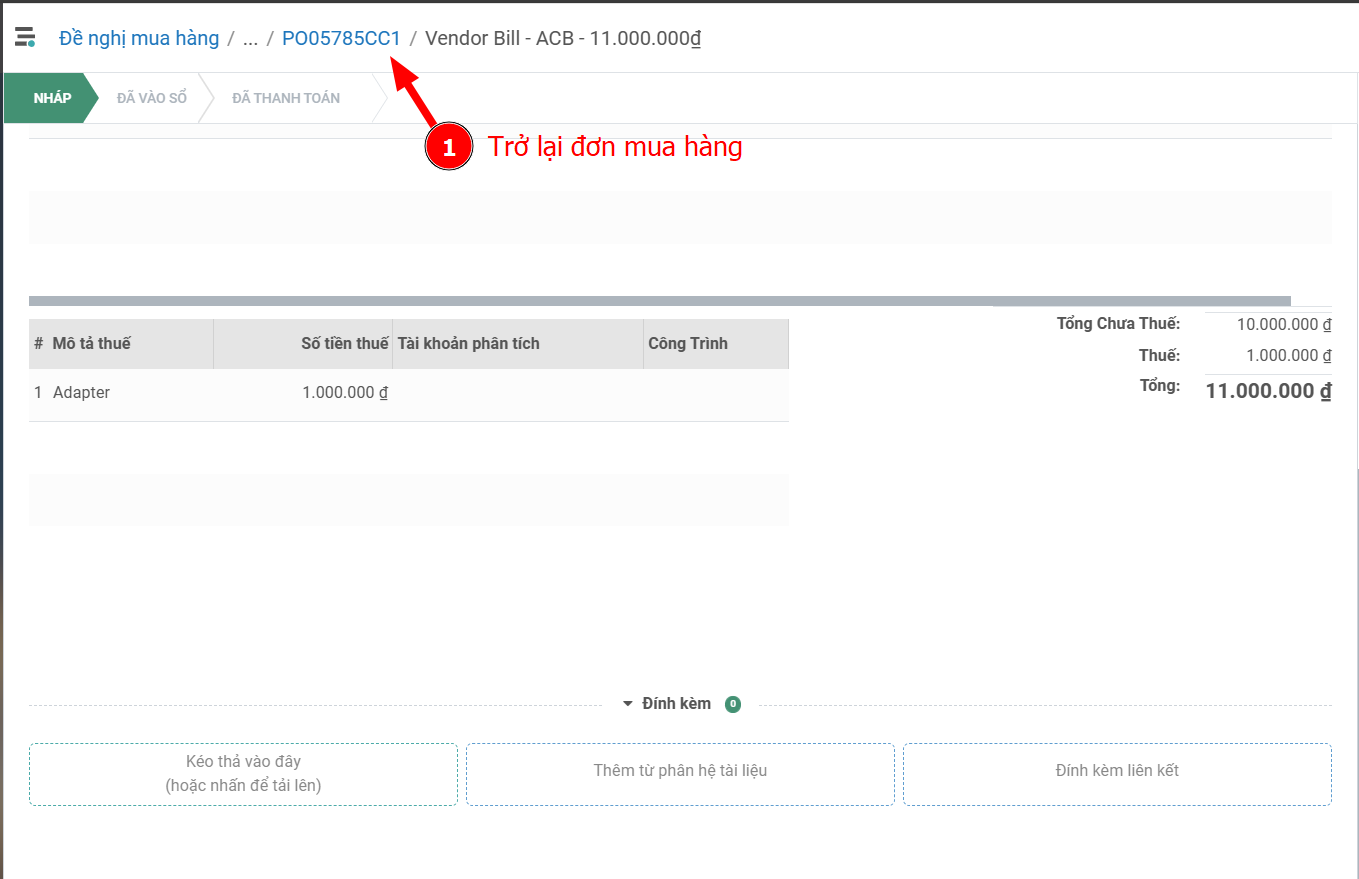 Đề nghị mua hàng / ... / PO05785CC1 / Vendor Bill - ACB - 11.000.000₫
NHÁP ĐÃ VÀO SỔ ĐÃ THANH TOÁN
1 Trở lại đơn mua hàng
Tổng Chưa Thuế: 10.000.000 ₫
Thuế: 1.000.000 ₫
Tổng: 11.000.000 ₫
# Mô tả thuế Số tiền thuế Tài khoản phân tích Công Trình
1 Adapter 1.000.000 ₫
Đính kèm 0
Kéo thả vào đây
(hoặc nhấn để tải lên)
Thêm từ phân hệ tài liệu
Đính kèm liên kết